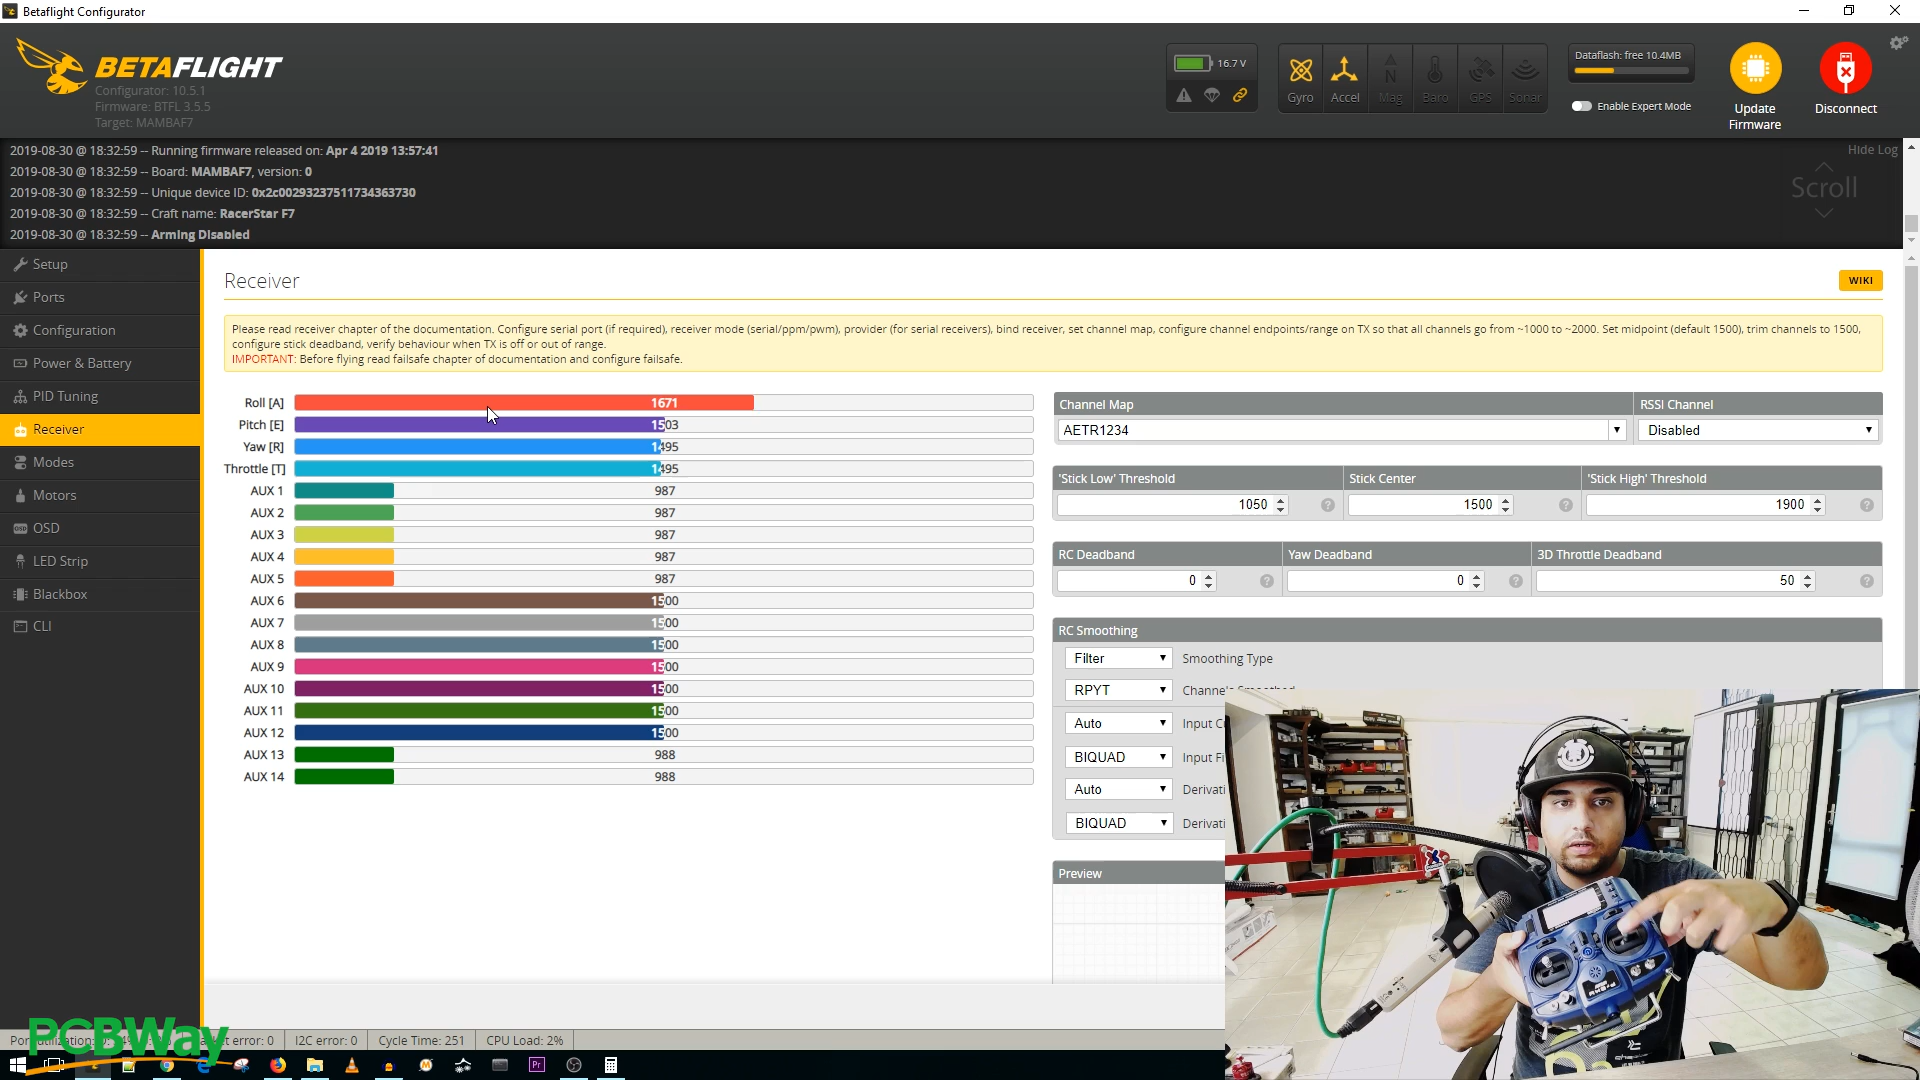 Betaflight Configurator
BETAFLIGHT
Configurator: 10.5.1
Firmware: BTFL 3.5.5
Target: MAMBAF7
16.7 V
Gyro
Accel
Mag
Baro
GPS
Sonar
Dataflash: free 10.4MB
Enable Expert Mode
Update
Firmware
Disconnect
2019-08-30 @ 18:32:59 -- Running firmware released on: Apr 4 2019 13:57:41
2019-08-30 @ 18:32:59 -- Board: MAMBAF7, version: 0
2019-08-30 @ 18:32:59 -- Unique device ID: 0x2c00293237511734363730
2019-08-30 @ 18:32:59 -- Craft name: RacerStar F7
2019-08-30 @ 18:32:59 -- Arming Disabled
Hide Log
Scroll
Setup
Ports
Configuration
Power & Battery
PID Tuning
Receiver
Modes
Motors
OSD
LED Strip
Blackbox
CLI
Receiver
WIKI
Please read receiver chapter of the documentation. Configure serial port (if required), receiver mode (serial/ppm/pwm), provider (for serial receivers), bind receiver, set channel map, configure channel endpoints/range on TX so that all channels go from ~1000 to ~2000. Set midpoint (default 1500), trim channels to 1500,
configure stick deadband, verify behaviour when TX is off or out of range.
IMPORTANT: Before flying read failsafe chapter of documentation and configure failsafe.
Roll [A] 1671
Pitch [E] 1503
Yaw [R] 1495
Throttle [T] 1495
AUX 1 987
AUX 2 987
AUX 3 987
AUX 4 987
AUX 5 987
AUX 6 1500
AUX 7 1500
AUX 8 1500
AUX 9 1500
AUX 10 1500
AUX 11 1500
AUX 12 1500
AUX 13 988
AUX 14 988
Channel Map RSSI Channel
AETR1234 Disabled
'Stick Low' Threshold Stick Center 'Stick High' Threshold
1050 1500 1900
RC Deadband Yaw Deadband 3D Throttle Deadband
0 0 50
RC Smoothing
Filter Smoothing Type
RPYT
Auto Input
BIQUAD Input
Auto Derivati
BIQUAD Derivati
Preview
PCBWay
error: 0 I2C error: 0 Cycle Time: 251 CPU Load: 2%
Pr